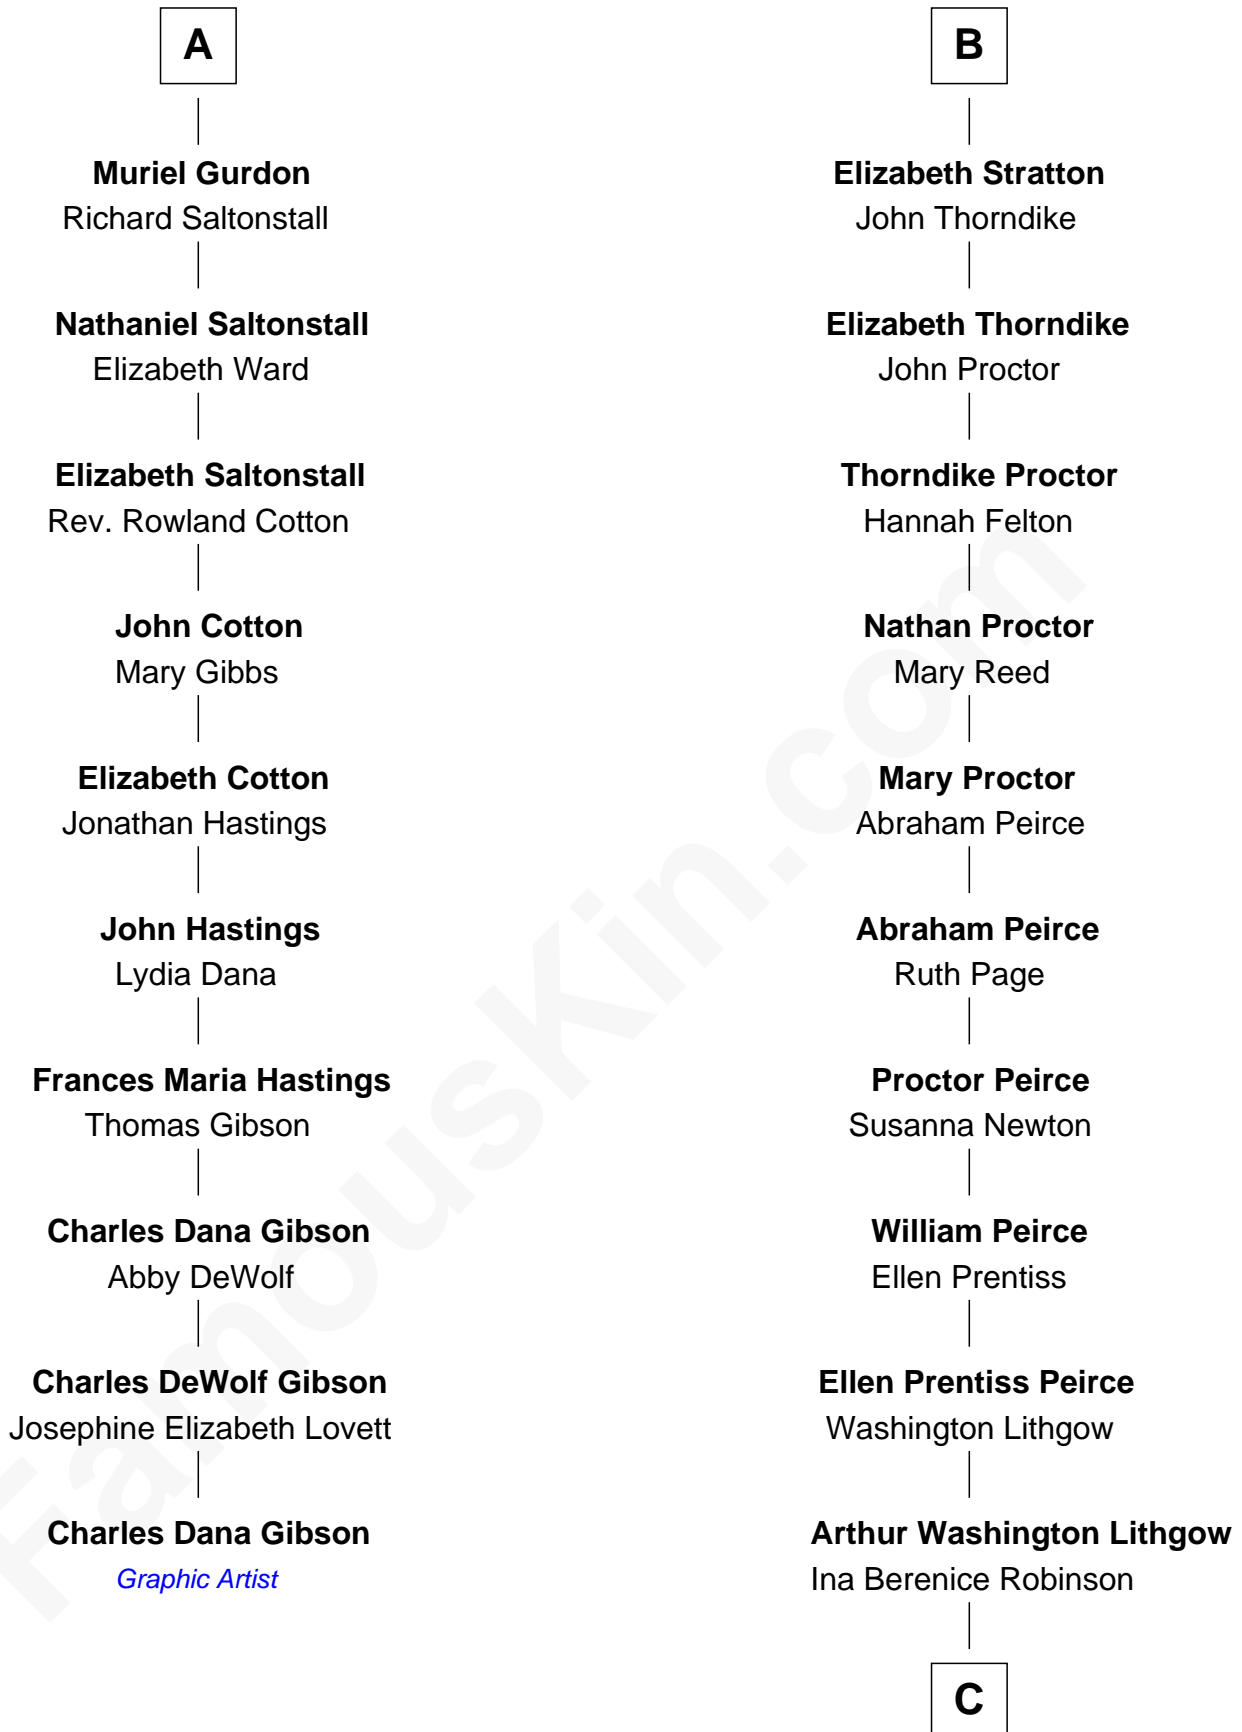 A
Muriel Gurdon
Richard Saltonstall
Nathaniel Saltonstall
Elizabeth Ward
Elizabeth Saltonstall
Rev. Rowland Cotton
John Cotton
Mary Gibbs
Elizabeth Cotton
Jonathan Hastings
John Hastings
Lydia Dana
Frances Maria Hastings
Thomas Gibson
Charles Dana Gibson
Abby DeWolf
Charles DeWolf Gibson
Josephine Elizabeth Lovett
Charles Dana Gibson
Graphic Artist
B
Elizabeth Stratton
John Thorndike
Elizabeth Thorndike
John Proctor
Thorndike Proctor
Hannah Felton
Nathan Proctor
Mary Reed
Mary Proctor
Abraham Peirce
Abraham Peirce
Ruth Page
Proctor Peirce
Susanna Newton
William Peirce
Ellen Prentiss
Ellen Prentiss Peirce
Washington Lithgow
Arthur Washington Lithgow
Ina Berenice Robinson
C
FamousKin.com